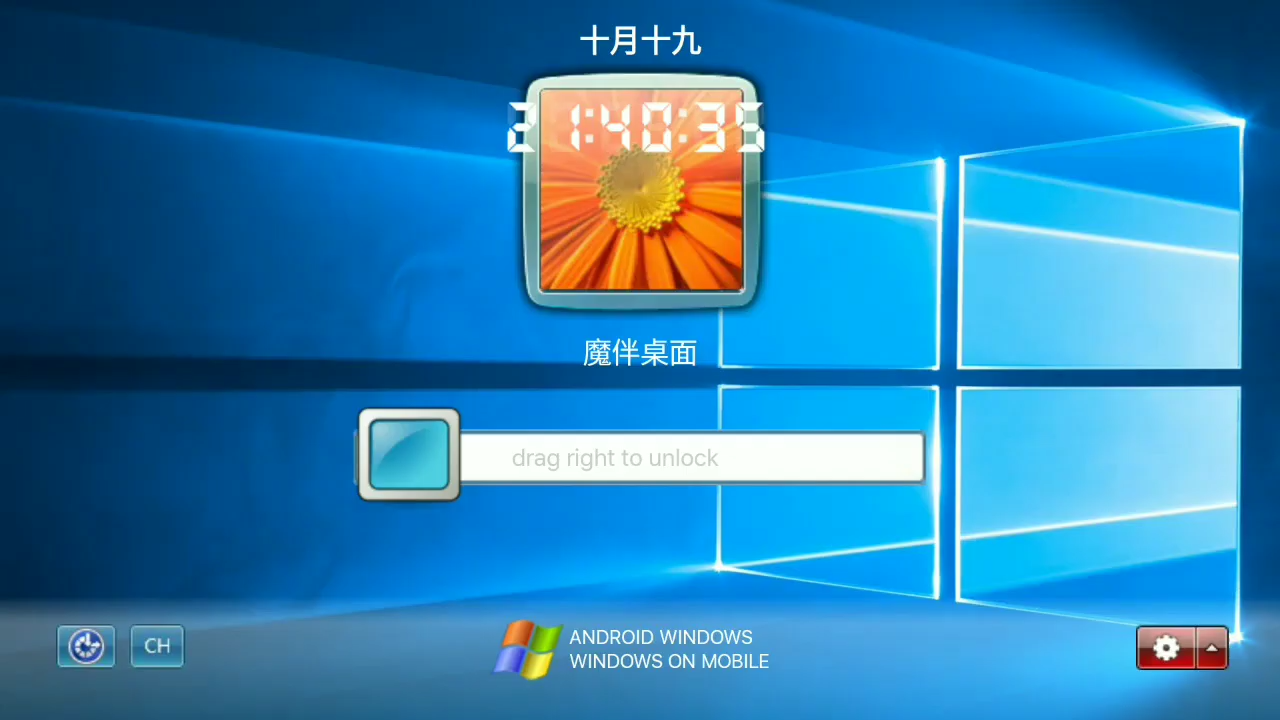 十月十九
21:40:35
魔伴桌面
drag right to unlock
CH
ANDROID WINDOWS
WINDOWS ON MOBILE